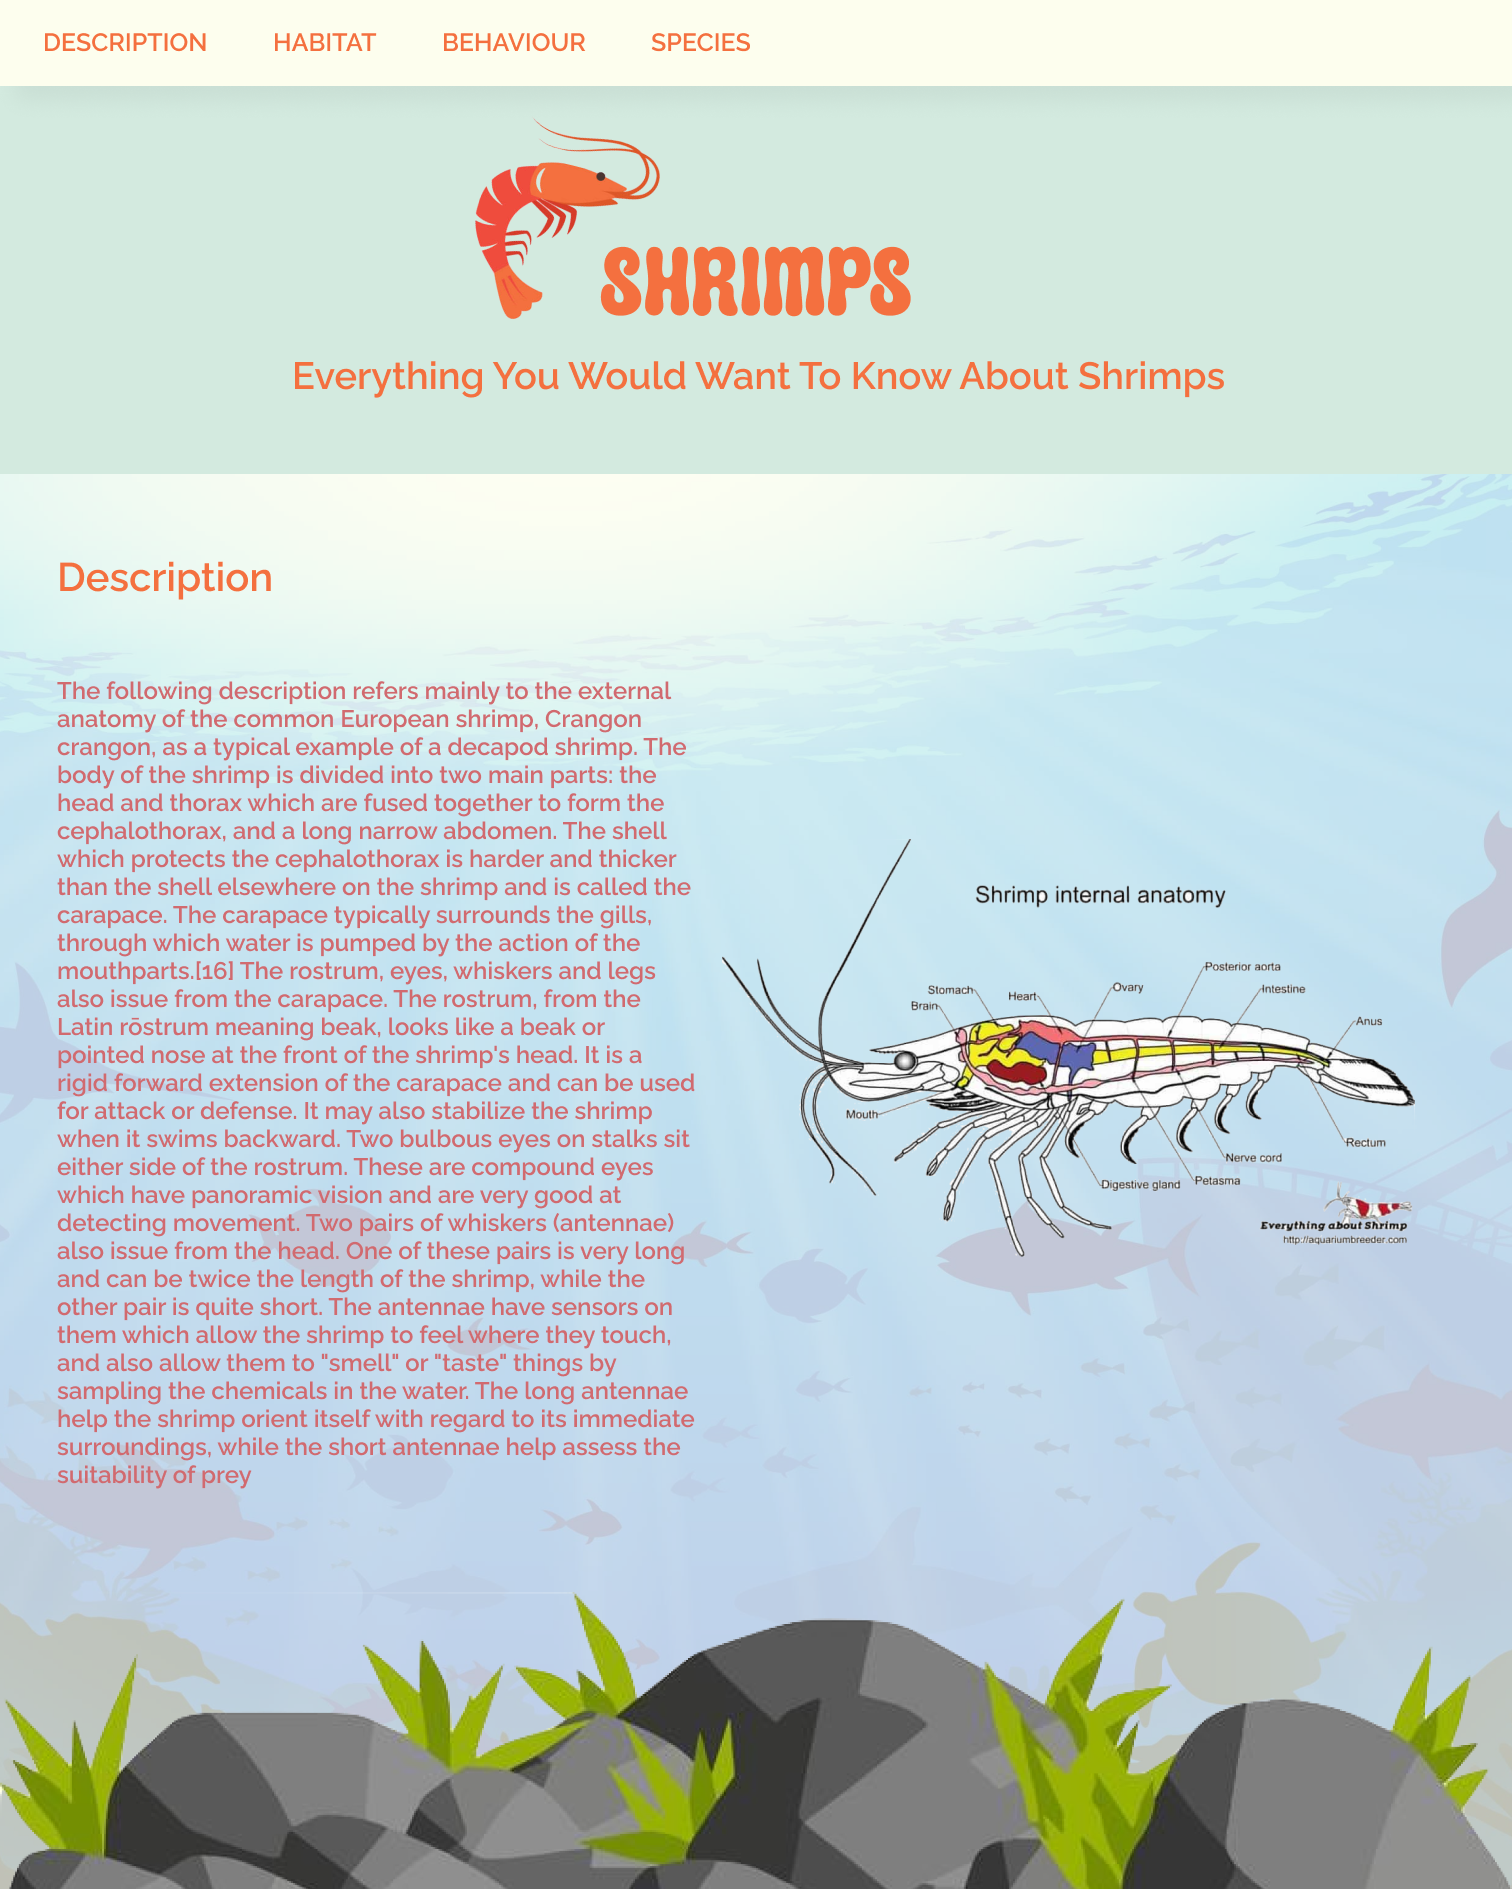 DESCRIPTION HABITAT BEHAVIOUR SPECIES
SHRIMPS
Everything You Would Want To Know About Shrimps
Description
The following description refers mainly to the external
anatomy of the common European shrimp, Crangon
crangon, as a typical example of a decapod shrimp. The
body of the shrimp is divided into two main parts: the
head and thorax which are fused together to form the
cephalothorax, and a long narrow abdomen. The shell
which protects the cephalothorax is harder and thicker
than the shell elsewhere on the shrimp and is called the
carapace. The carapace typically surrounds the gills,
through which water is pumped by the action of the
mouthparts.[16] The rostrum, eyes, whiskers and legs
also issue from the carapace. The rostrum, from the
Latin rōstrum meaning beak, looks like a beak or
pointed nose at the front of the shrimp's head. It is a
rigid forward extension of the carapace and can be used
for attack or defense. It may also stabilize the shrimp
when it swims backward. Two bulbous eyes on stalks sit
either side of the rostrum. These are compound eyes
which have panoramic vision and are very good at
detecting movement. Two pairs of whiskers (antennae)
also issue from the head. One of these pairs is very long
and can be twice the length of the shrimp, while the
other pair is quite short. The antennae have sensors on
them which allow the shrimp to feel where they touch,
and also allow them to "smell" or "taste" things by
sampling the chemicals in the water. The long antennae
help the shrimp orient itself with regard to its immediate
surroundings, while the short antennae help assess the
suitability of prey
Shrimp internal anatomy
Posterior aorta
Stomach Heart Ovary Intestine
Brain
Anus
Mouth
Rectum
Nerve cord
Digestive gland Petasma
Everything about Shrimp
http://aquariumbreeder.com